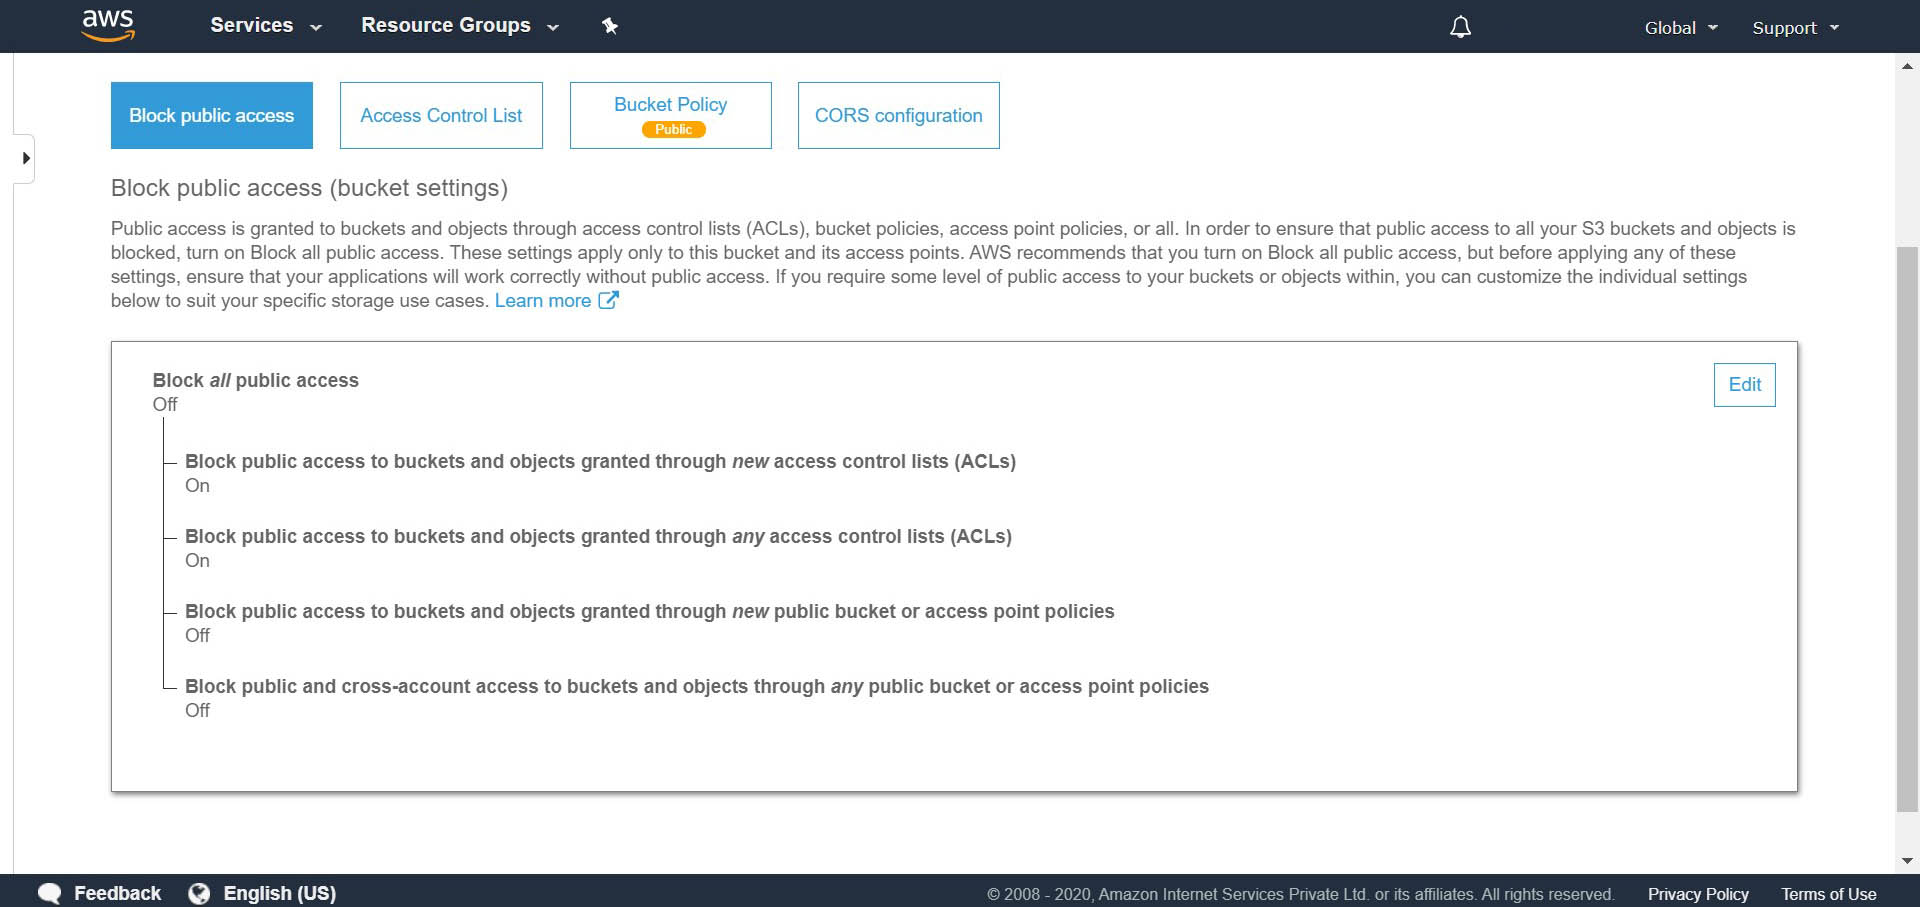 aws Services Resource Groups Global Support
Block public access Access Control List Bucket Policy CORS configuration
Public
Block public access (bucket settings)
Public access is granted to buckets and objects through access control lists (ACLs), bucket policies, access point policies, or all. In order to ensure that public access to all your S3 buckets and objects is
blocked, turn on Block all public access. These settings apply only to this bucket and its access points. AWS recommends that you turn on Block all public access, but before applying any of these
settings, ensure that your applications will work correctly without public access. If you require some level of public access to your buckets or objects within, you can customize the individual settings
below to suit your specific storage use cases. Learn more
Block all public access
Off
Edit
Block public access to buckets and objects granted through new access control lists (ACLs)
On
Block public access to buckets and objects granted through any access control lists (ACLs)
On
Block public access to buckets and objects granted through new public bucket or access point policies
Off
Block public and cross-account access to buckets and objects through any public bucket or access point policies
Off
Feedback English (US) © 2008 - 2020, Amazon Internet Services Private Ltd. or its affiliates. All rights reserved. Privacy Policy Terms of Use